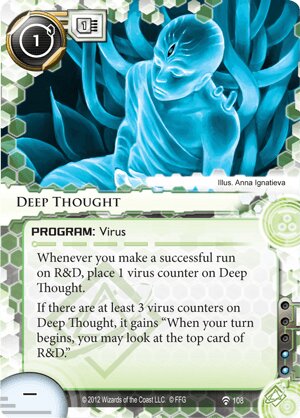 1
Illus. Anna Ignatieva
DEEP THOUGHT
PROGRAM: Virus
Whenever you make a successful run
on R&D, place 1 virus counter on Deep
Thought.
If there are at least 3 virus counters on
Deep Thought, it gains “When your turn
begins, you may look at the top card of
R&D.”
–
© 2012 Wizards of the Coast LLC. © FFG
108